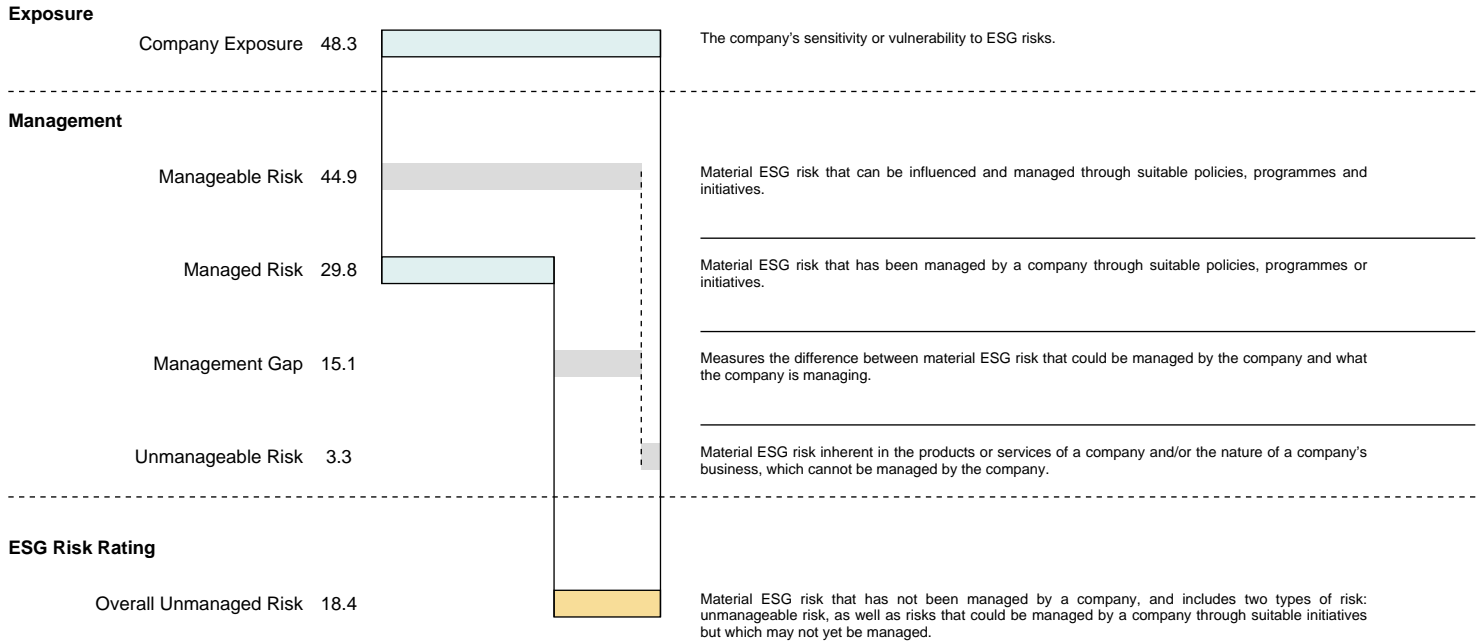 Exposure
Company Exposure 48.3
The company’s sensitivity or vulnerability to ESG risks.
Management
Manageable Risk 44.9
Material ESG risk that can be influenced and managed through suitable policies, programmes and
initiatives.
Managed Risk 29.8
Material ESG risk that has been managed by a company through suitable policies, programmes or
initiatives.
Management Gap 15.1
Measures the difference between material ESG risk that could be managed by the company and what
the company is managing.
Unmanageable Risk 3.3
Material ESG risk inherent in the products or services of a company and/or the nature of a company’s
business, which cannot be managed by the company.
ESG Risk Rating
Overall Unmanaged Risk 18.4
Material ESG risk that has not been managed by a company, and includes two types of risk:
unmanageable risk, as well as risks that could be managed by a company through suitable initiatives
but which may not yet be managed.